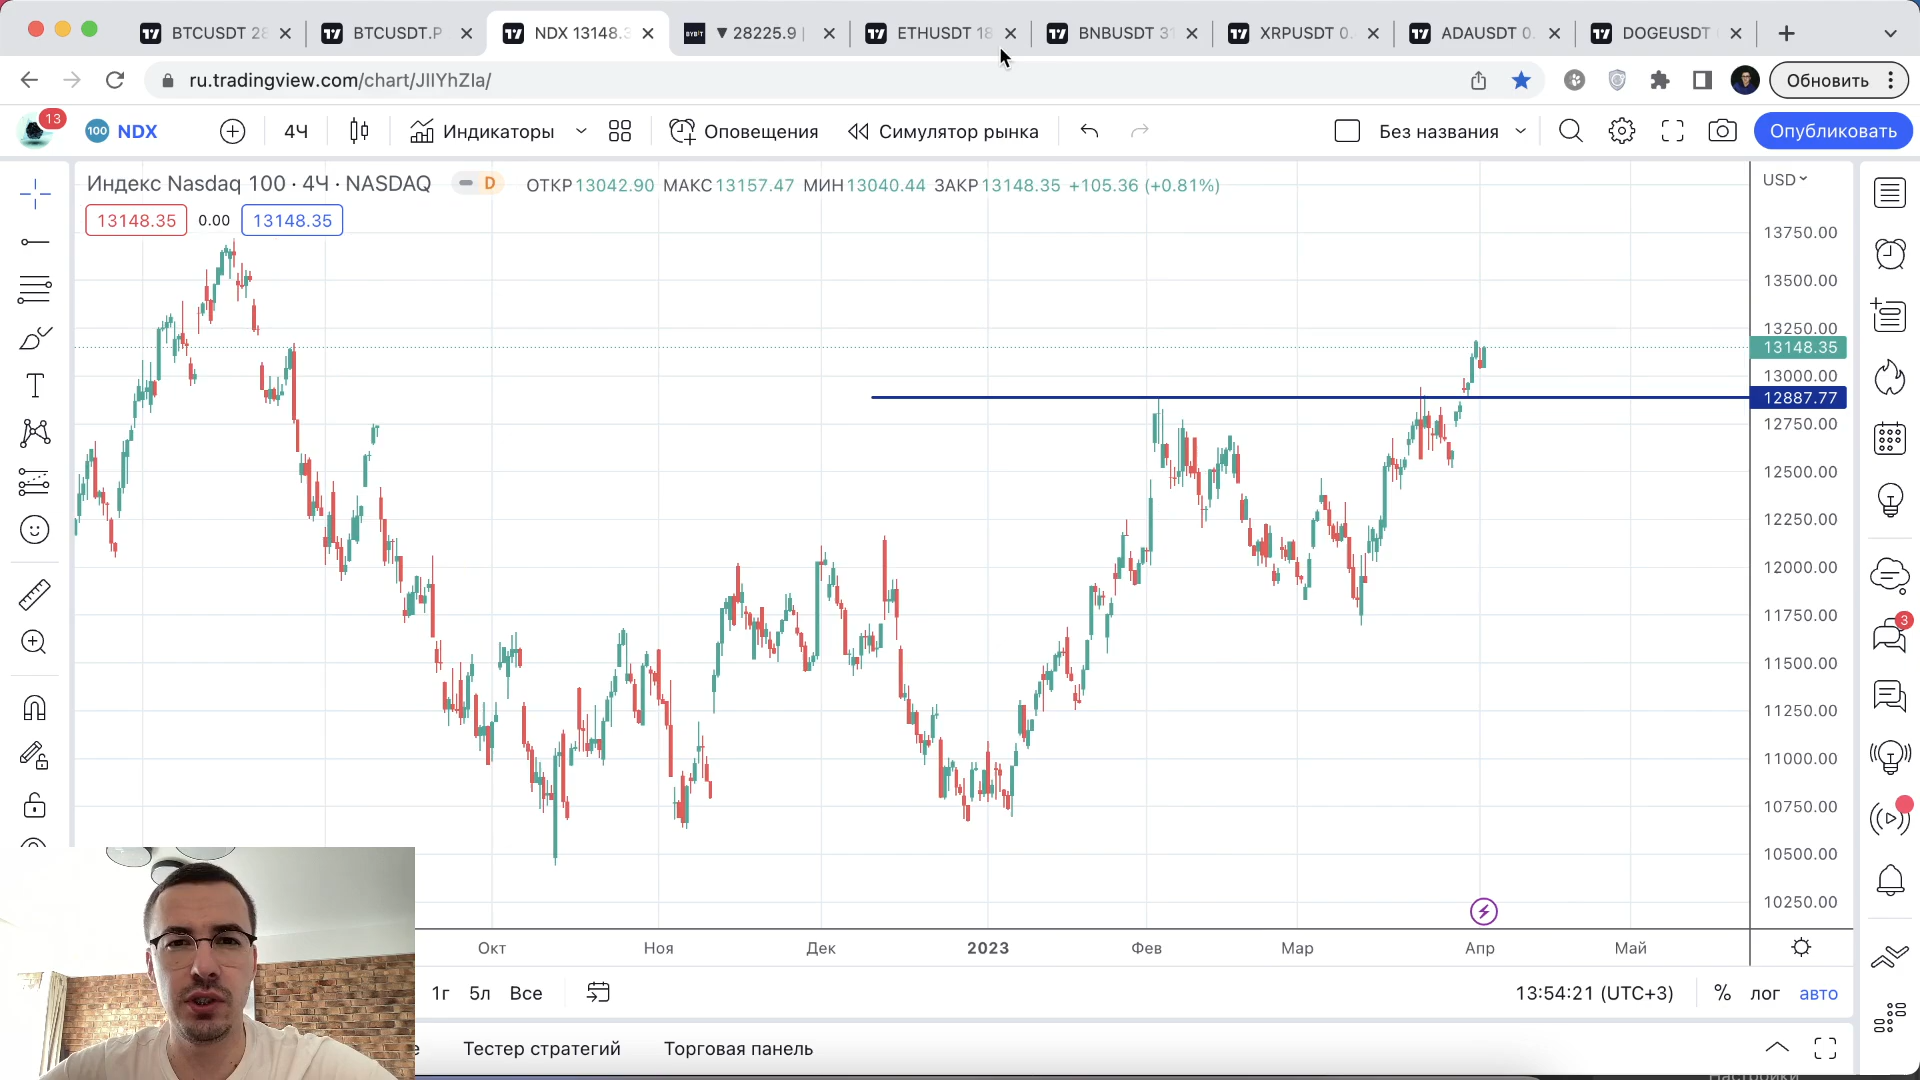 BTCUSDT 28
BTCUSDT.P
NDX 13148.3
BYBIT
▼ 28225.9 |
ETHUSDT 18
BNBUSDT 31
XRPUSDT 0.
ADAUSDT 0.
DOGEUSDT
ru.tradingview.com/chart/JIlYhZla/
Обновить
13
100
NDX
4Ч
Индикаторы
Оповещения
Симулятор рынка
Без названия
Опубликовать
Индекс Nasdaq 100 · 4Ч · NASDAQ
D
ОТКР 13042.90 МАКС 13157.47 МИН 13040.44 ЗАКР 13148.35 +105.36 (+0.81%)
13148.35
0.00
13148.35
USD
13750.00
13500.00
13250.00
13148.35
13000.00
12887.77
12750.00
12500.00
12250.00
12000.00
11750.00
11500.00
11250.00
11000.00
10750.00
10500.00
10250.00
3
Окт
Ноя
Дек
2023
Фев
Мар
Апр
Май
1г
5л
Все
13:54:21 (UTC+3)
%
лог
авто
Тестер стратегий
Торговая панель